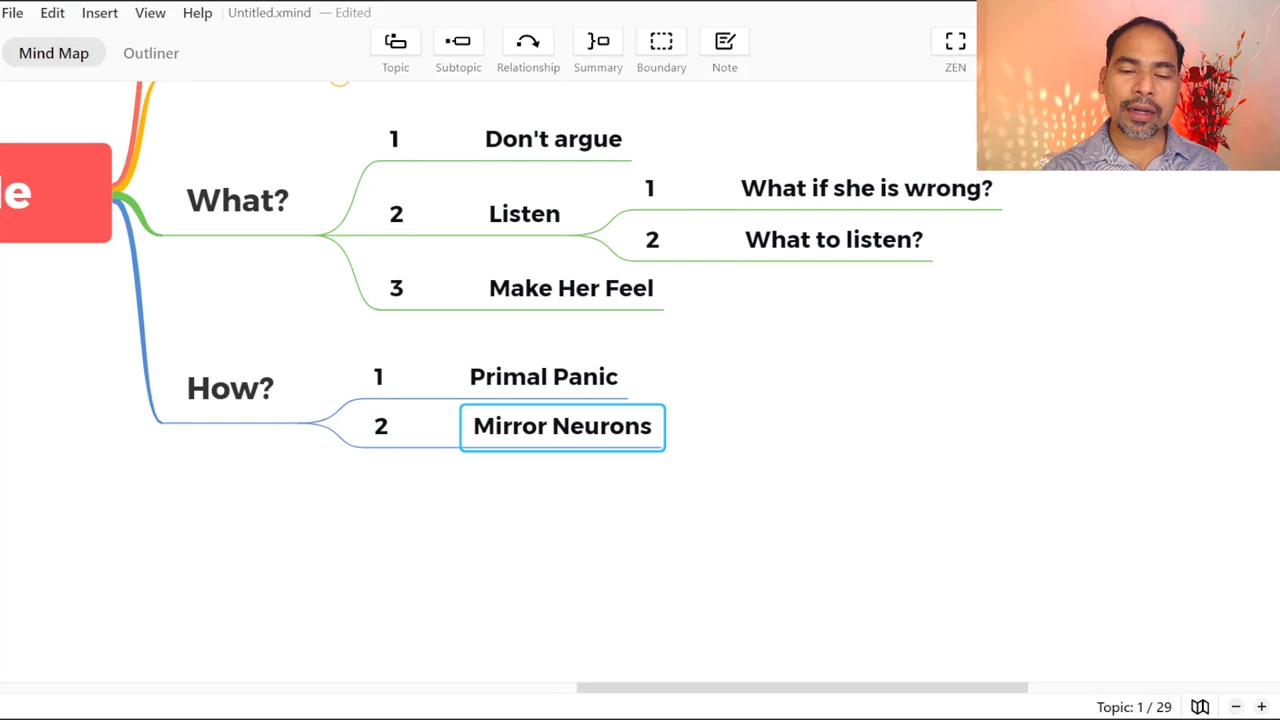 File Edit Insert View Help Untitled.xmind — Edited
Mind Map Outliner
Topic Subtopic Relationship Summary Boundary Note ZEN
What?
1 Don't argue
2 Listen
1 What if she is wrong?
2 What to listen?
3 Make Her Feel
How?
1 Primal Panic
2 Mirror Neurons
Topic: 1 / 29